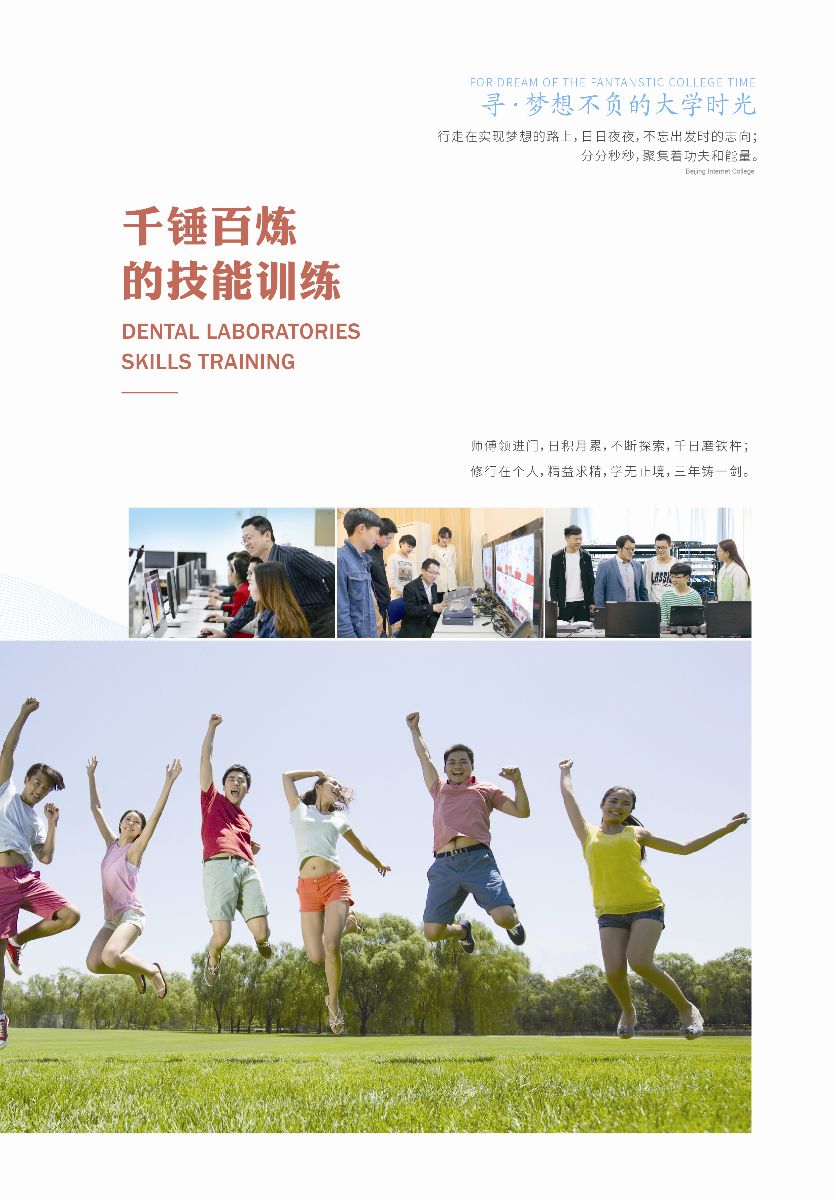 FOR DREAM OF THE FANTANSTIC COLLEGE TIME
寻·梦想不负的大学时光
行走在实现梦想的路上，日日夜夜，不忘出发时的志向；
分分秒秒，聚集着功夫和能量。
Beijing Internet College
千锤百炼
的技能训练
DENTAL LABORATORIES
SKILLS TRAINING
师傅领进门，日积月累，不断探索，千日磨铁杵；
修行在个人，精益求精，学无止境，三年铸一剑。